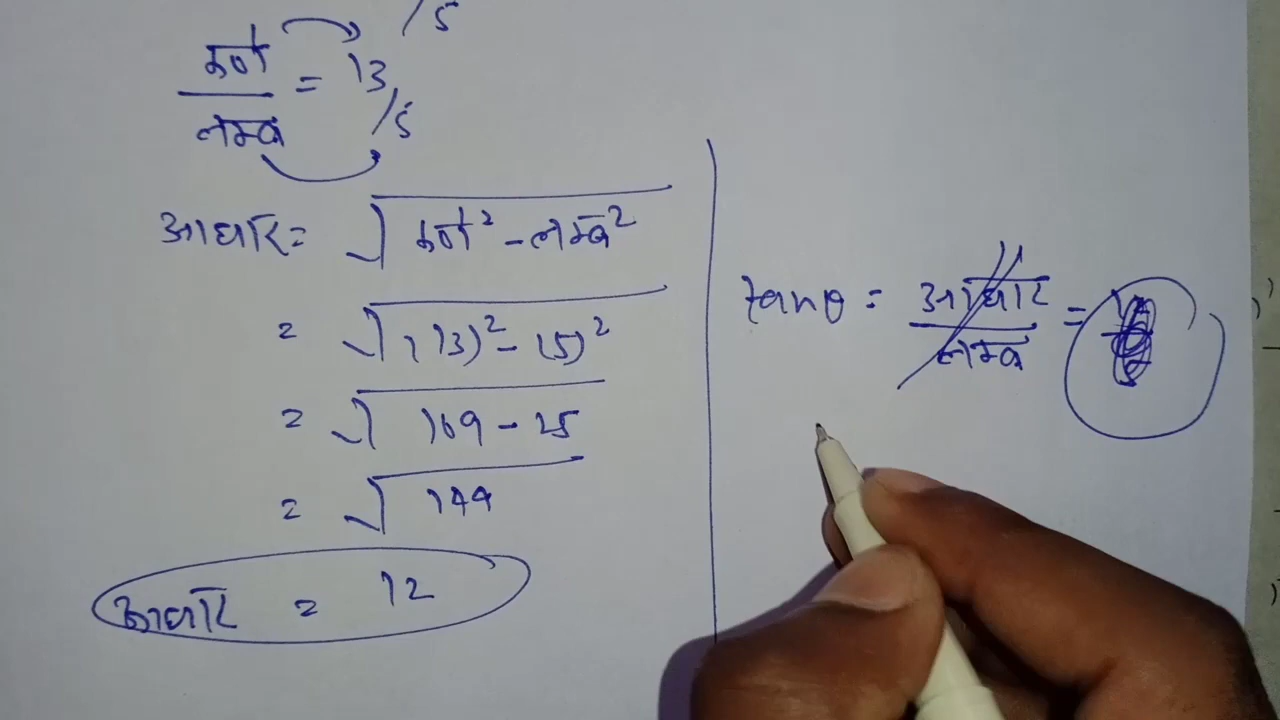 /5
कर्ण/लम्ब = 13/5
आधार = √(कर्ण² - लम्ब²)
= √((13)² - (5)²)
= √(169 - 25)
= √144
आधार = 12
tanθ = आधार/लम्ब =